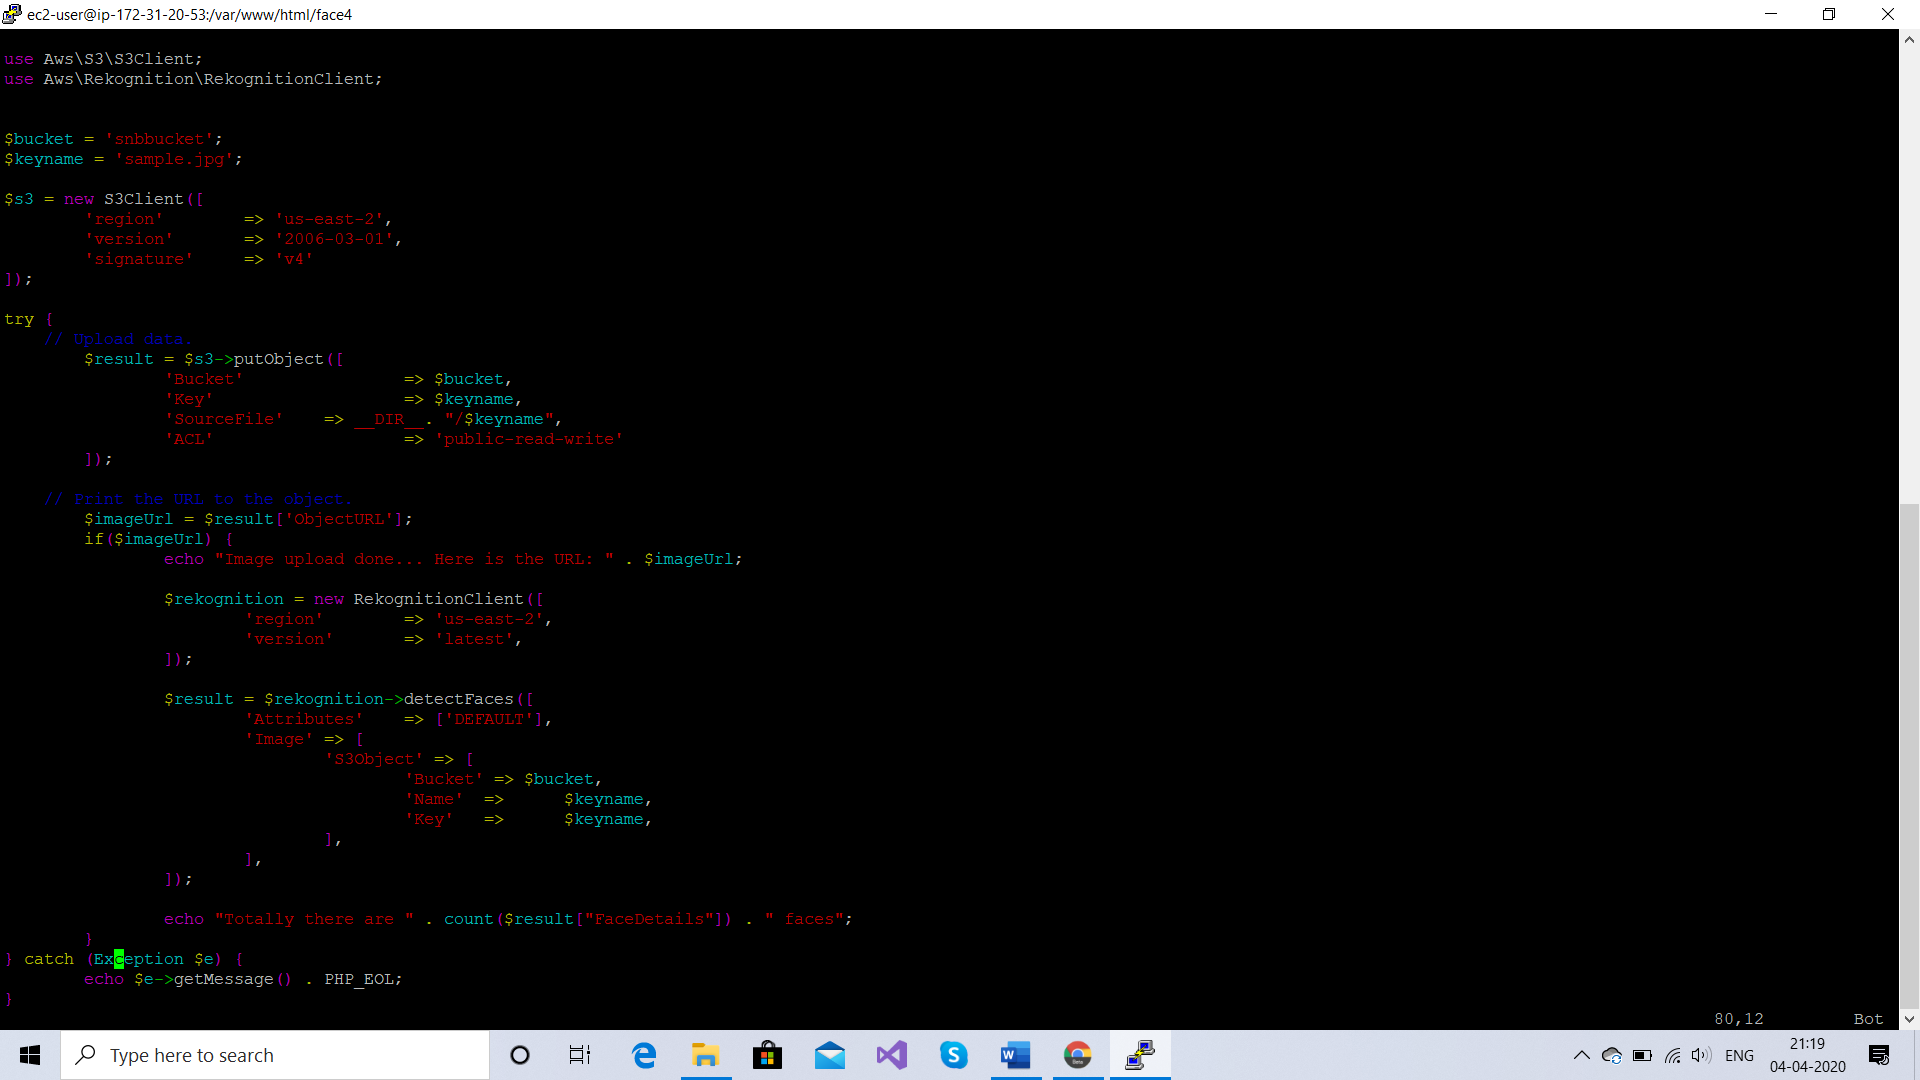 ec2-user@ip-172-31-20-53:/var/www/html/face4
use Aws\S3\S3Client;
use Aws\Rekognition\RekognitionClient;
$bucket = 'snbbucket';
$keyname = 'sample.jpg';
$s3 = new S3Client([
'region' => 'us-east-2',
'version' => '2006-03-01',
'signature' => 'v4'
]);
try {
// Upload data.
$result = $s3->putObject([
'Bucket' => $bucket,
'Key' => $keyname,
'SourceFile' => __DIR__. "/$keyname",
'ACL' => 'public-read-write'
]);
// Print the URL to the object.
$imageUrl = $result['ObjectURL'];
if($imageUrl) {
echo "Image upload done... Here is the URL: " . $imageUrl;
$rekognition = new RekognitionClient([
'region' => 'us-east-2',
'version' => 'latest',
]);
$result = $rekognition->detectFaces([
'Attributes' => ['DEFAULT'],
'Image' => [
'S3Object' => [
'Bucket' => $bucket,
'Name' => $keyname,
'Key' => $keyname,
],
],
]);
echo "Totally there are " . count($result["FaceDetails"]) . " faces";
}
} catch (Exception $e) {
echo $e->getMessage() . PHP_EOL;
}
80,12 Bot
Type here to search
ENG
21:19
04-04-2020